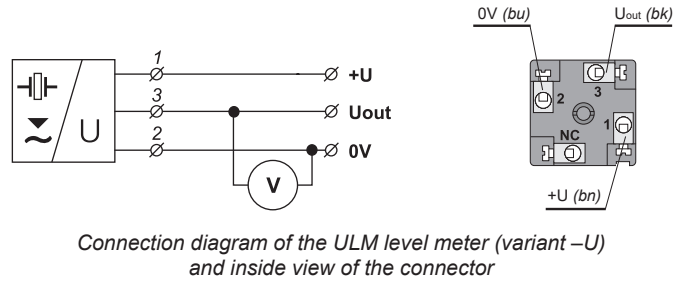 0V (bu)
Uout (bk)
1
+U
3
Uout
2
0V
U
V
2
3
1
NC
+U (bn)
Connection diagram of the ULM level meter (variant –U)
and inside view of the connector